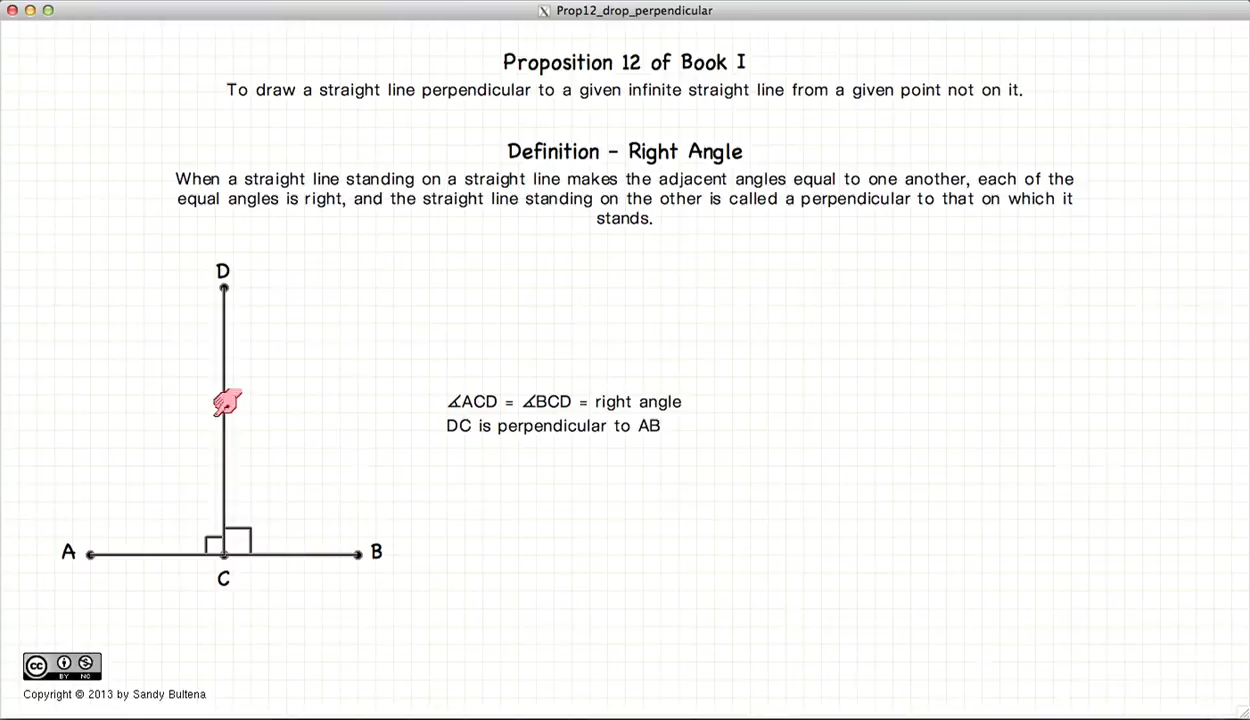 Prop12_drop_perpendicular
Proposition 12 of Book I
To draw a straight line perpendicular to a given infinite straight line from a given point not on it.
Definition - Right Angle
When a straight line standing on a straight line makes the adjacent angles equal to one another, each of the
equal angles is right, and the straight line standing on the other is called a perpendicular to that on which it
stands.
D
∡ACD = ∡BCD = right angle
DC is perpendicular to AB
A
B
C
cc
BY NC
Copyright © 2013 by Sandy Bultena